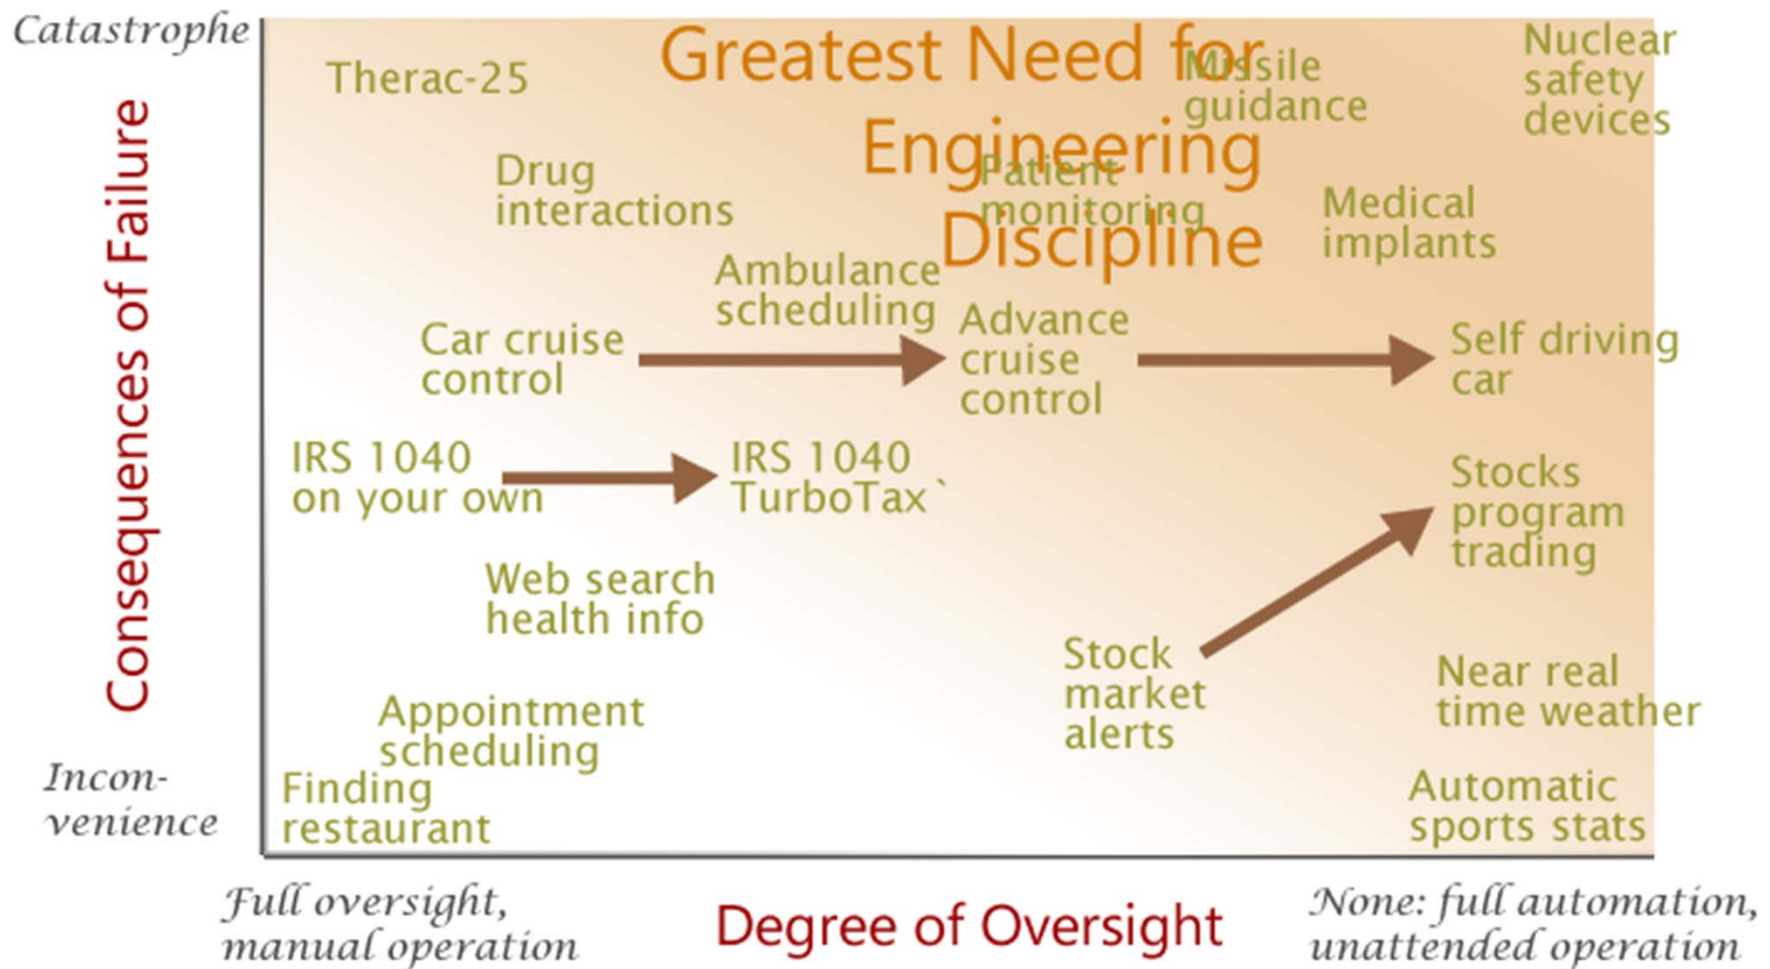 Catastrophe
Consequences of Failure
Incon-
venience
Greatest Need for
Engineering
Discipline
Therac-25
Missile
guidance
Nuclear
safety
devices
Drug
interactions
Patient
monitoring
Medical
implants
Ambulance
scheduling
Car cruise
control
Advance
cruise
control
Self driving
car
IRS 1040
on your own
IRS 1040
TurboTax`
Stocks
program
trading
Web search
health info
Stock
market
alerts
Near real
time weather
Appointment
scheduling
Finding
restaurant
Automatic
sports stats
Full oversight,
manual operation
Degree of Oversight
None: full automation,
unattended operation